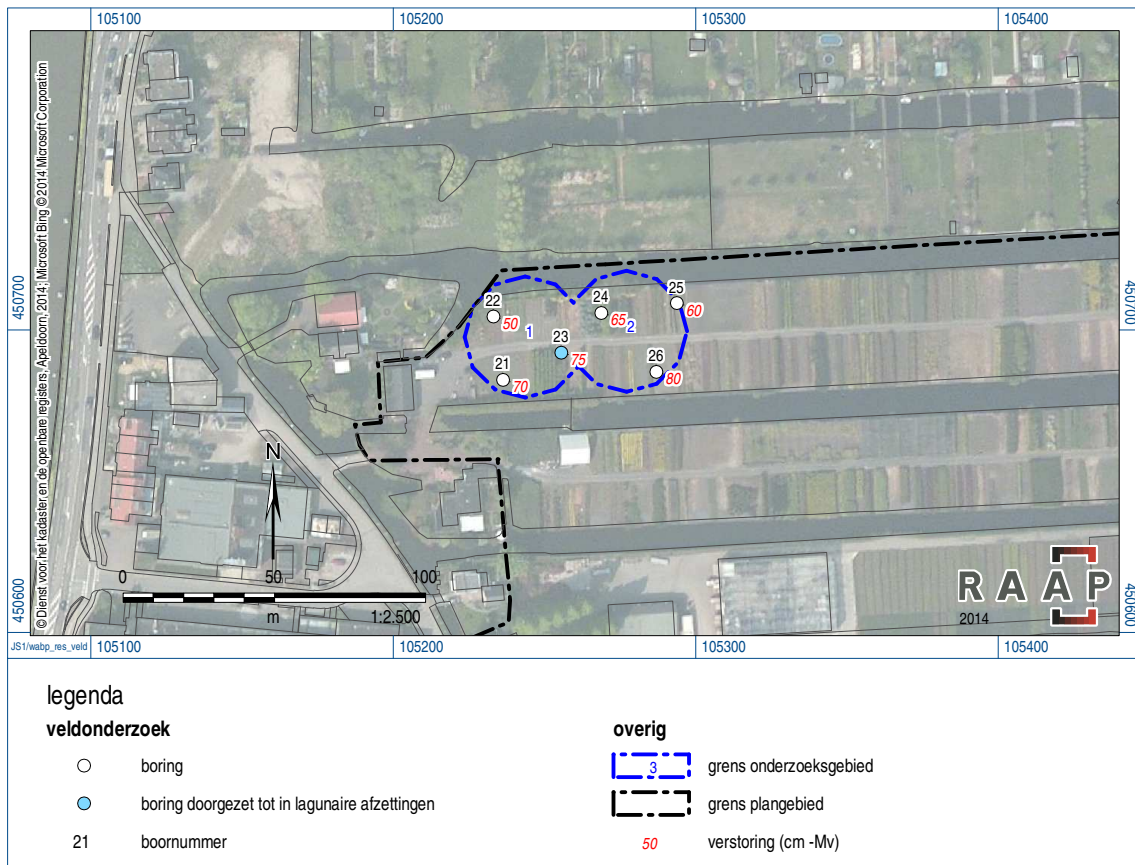 105100 105200 105300 105400
© Dienst voor het kadaster en de openbare registers, Apeldoorn, 2014; Microsoft Bing © 2014 Microsoft Corporation
450700 450700
22 50
1
24 65
2
25 60
23 75
21 70
26 80
N
0 50 100
m 1:2.500
RAAP
2014
450600 450600
JS1/wabp_res_veld
105100 105200 105300 105400
legenda
veldonderzoek
boring
boring doorgezet tot in lagunaire afzettingen
21 boornummer
overig
3 grens onderzoeksgebied
grens plangebied
50 verstoring (cm -Mv)